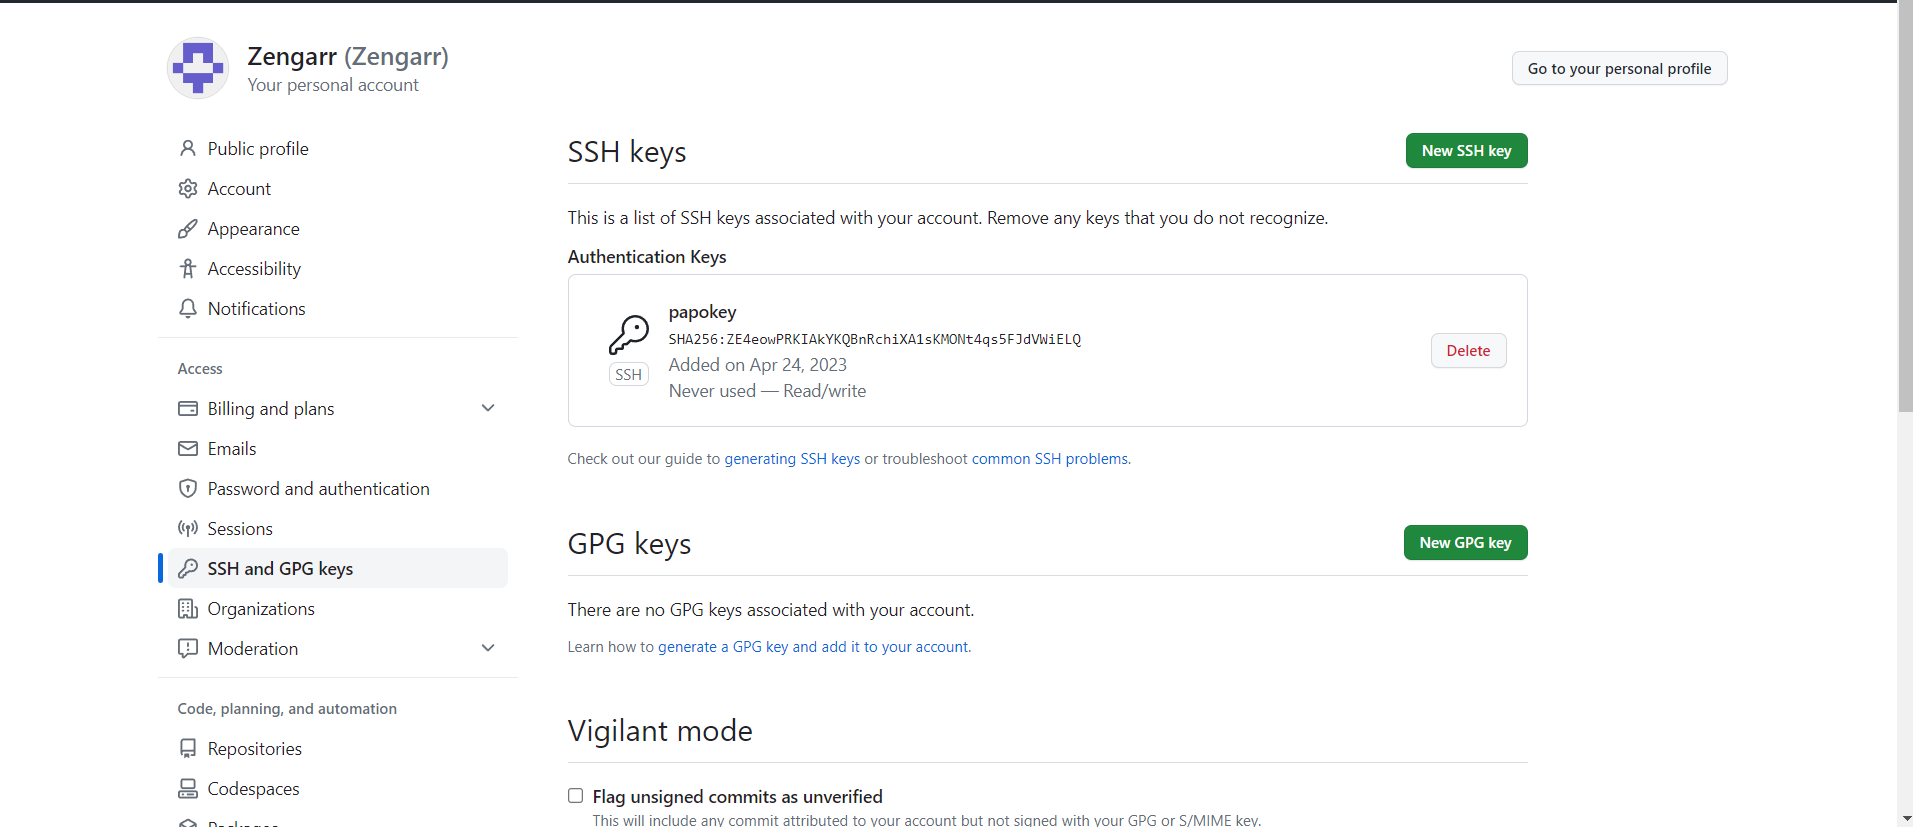 Zengarr (Zengarr)
Your personal account
Go to your personal profile
Public profile
Account
Appearance
Accessibility
Notifications
Access
Billing and plans
Emails
Password and authentication
Sessions
SSH and GPG keys
Organizations
Moderation
Code, planning, and automation
Repositories
Codespaces
Packages
SSH keys
New SSH key
This is a list of SSH keys associated with your account. Remove any keys that you do not recognize.
Authentication Keys
papokey
SHA256:ZE4eowPRKIAkYKQBnRchiXA1sKMONt4qs5FJdVWiELQ
Added on Apr 24, 2023
Never used — Read/write
SSH
Delete
Check out our guide to generating SSH keys or troubleshoot common SSH problems.
GPG keys
New GPG key
There are no GPG keys associated with your account.
Learn how to generate a GPG key and add it to your account.
Vigilant mode
Flag unsigned commits as unverified
This will include any commit attributed to your account but not signed with your GPG or S/MIME key.